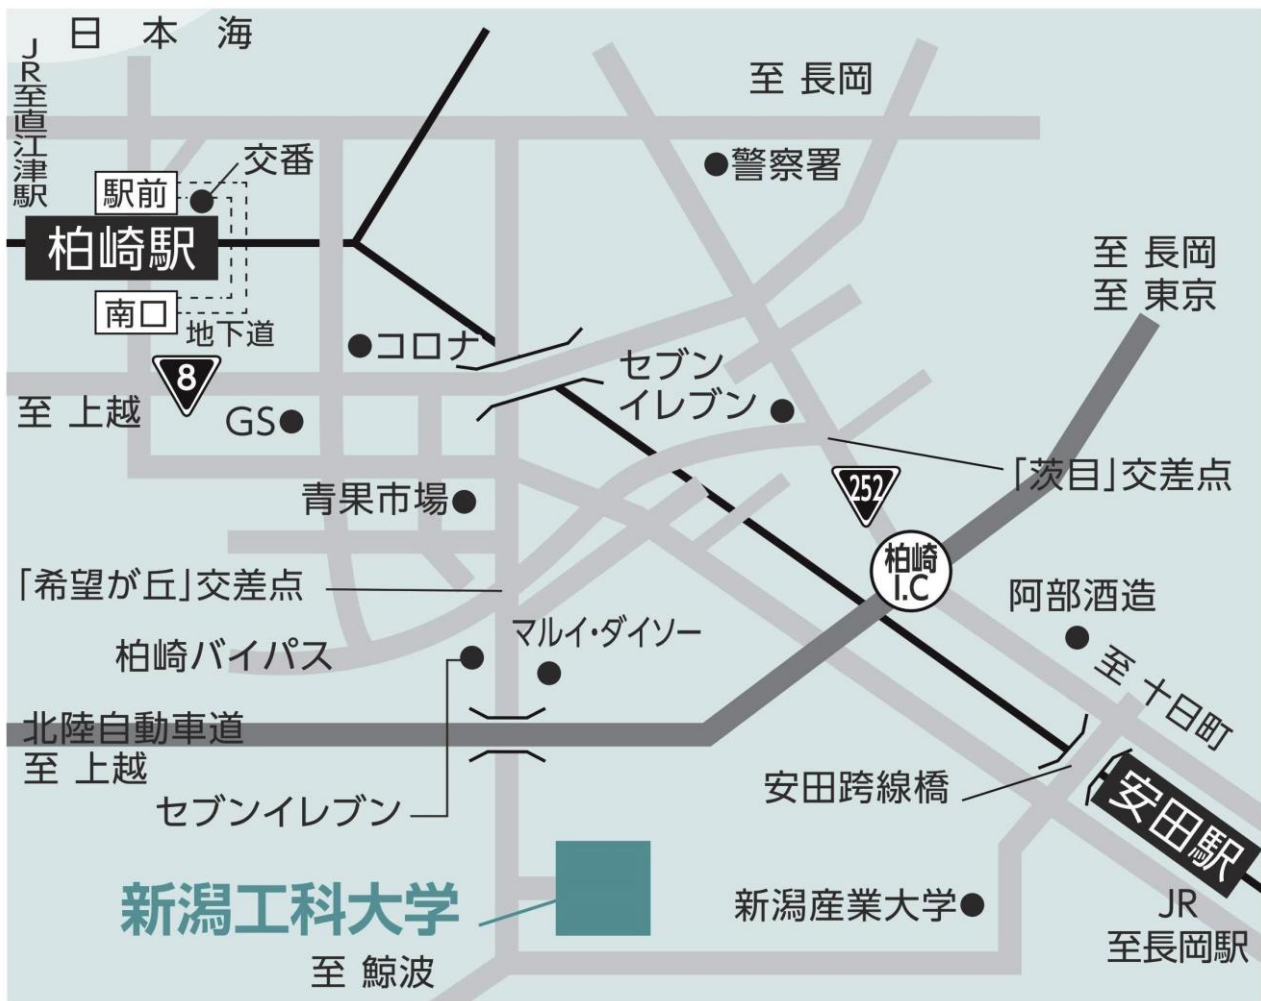 日本海
JR至直江津駅
至 長岡
交番
警察署
駅前
柏崎駅
南口
地下道
至 長岡
至 東京
コロナ
8
セブン
イレブン
至 上越
GS
252
「茨目」交差点
青果市場
柏崎
I.C
「希望が丘」交差点
阿部酒造
マルイ・ダイソー
柏崎バイパス
至 十日町
北陸自動車道
至 上越
安田跨線橋
セブンイレブン
安田駅
新潟工科大学
新潟産業大学
JR
至長岡駅
至 鯨波